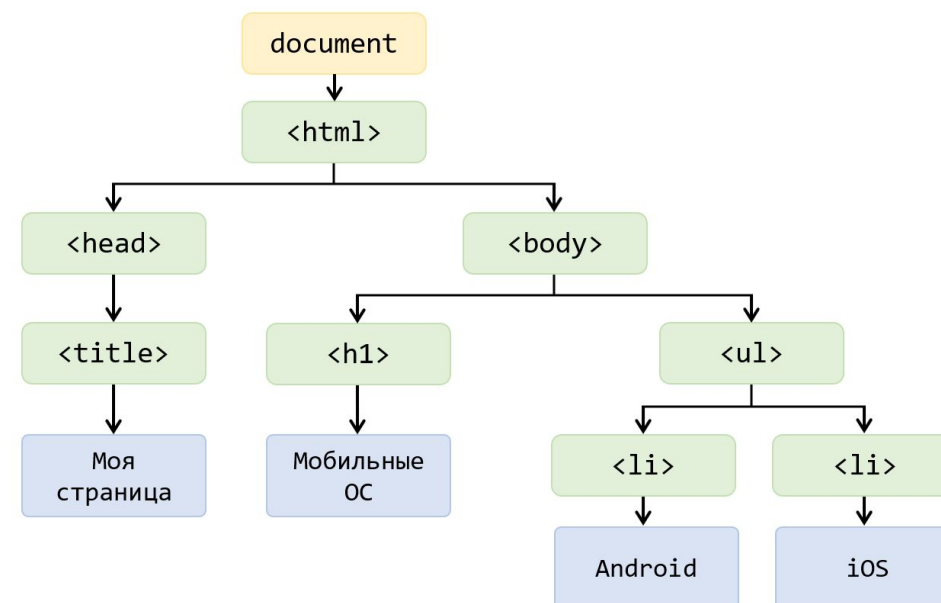 document
<html>
<head>
<body>
<title>
<h1>
<ul>
Моя
страница
Мобильные
ОС
<li>
<li>
Android
iOS